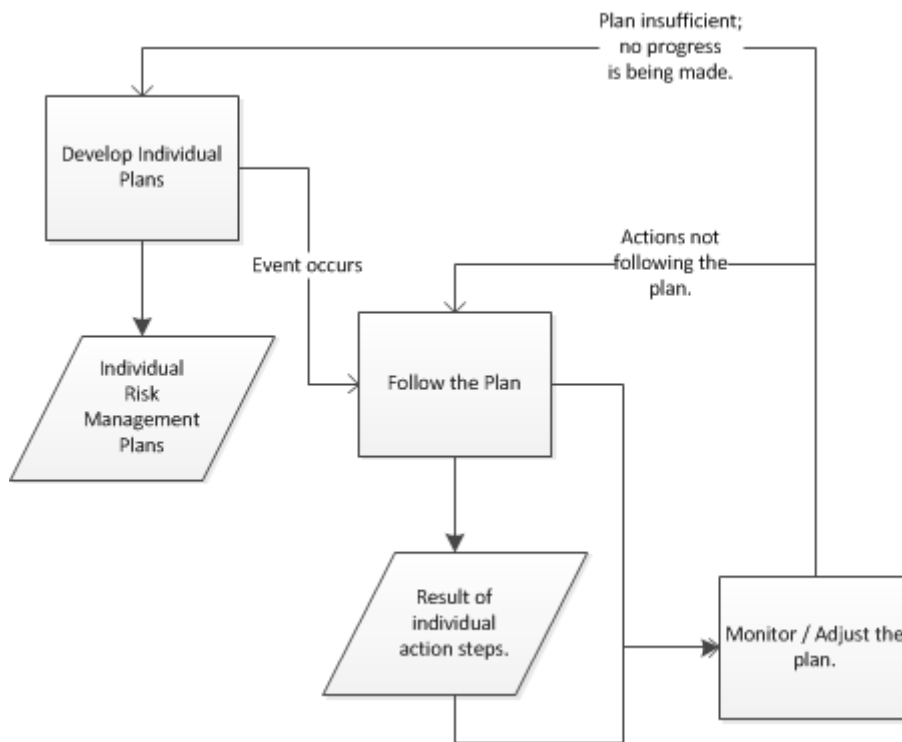 Plan insufficient;
no progress
is being made.
Develop Individual
Plans
Event occurs
Actions not
following the
plan.
Individual
Risk
Management
Plans
Follow the Plan
Result of
individual
action steps.
Monitor / Adjust the
plan.